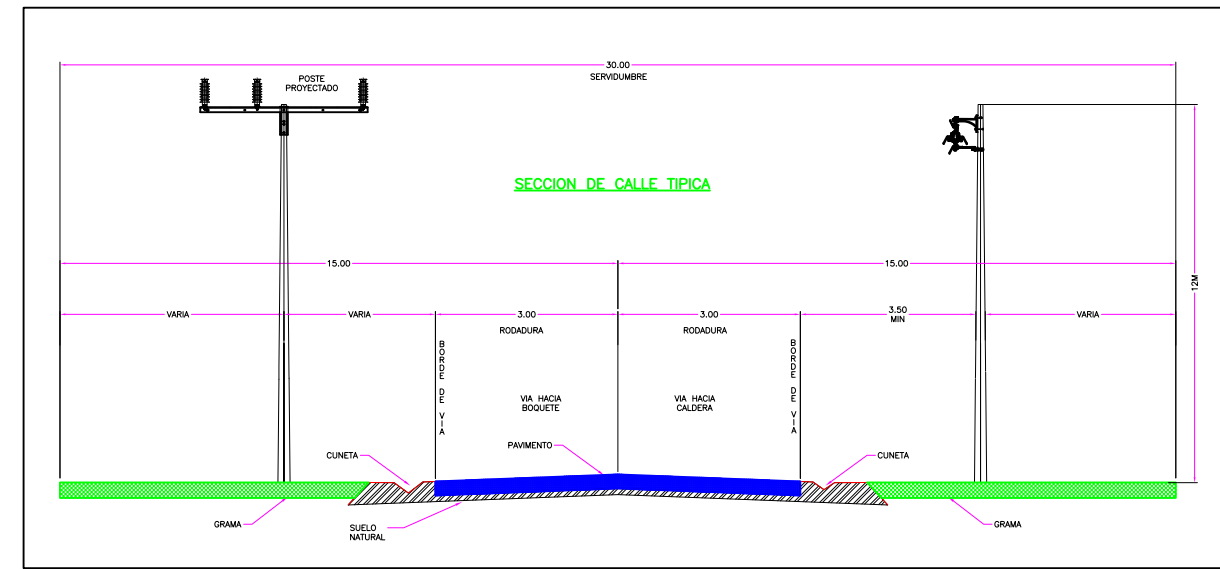 30.00
SERVIDUMBRE
POSTE
PROYECTADO
SECCION DE CALLE TIPICA
15.00
15.00
12M
VARIA
VARIA
3.00
RODADURA
3.00
RODADURA
3.50
MIN
VARIA
BORDE DE VIA
BORDE DE VIA
VIA HACIA
BOQUETE
VIA HACIA
CALDERA
PAVIMENTO
CUNETA
CUNETA
GRAMA
SUELO
NATURAL
GRAMA